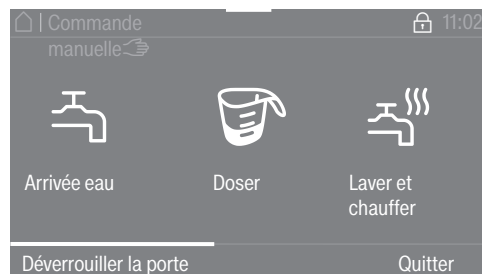 | Commande 11:02
manuelle
Arrivée eau Doser Laver et
chauffer
Déverrouiller la porte Quitter